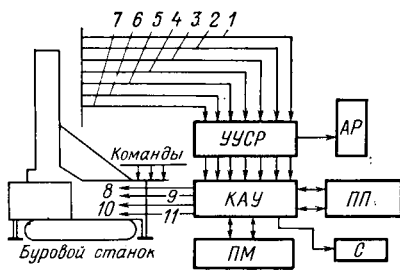 7 6 5 4 3 2 1
УУСР
АР
Команды
8
9
10
11
КАУ
ПП
Буровой станок
ПМ
С